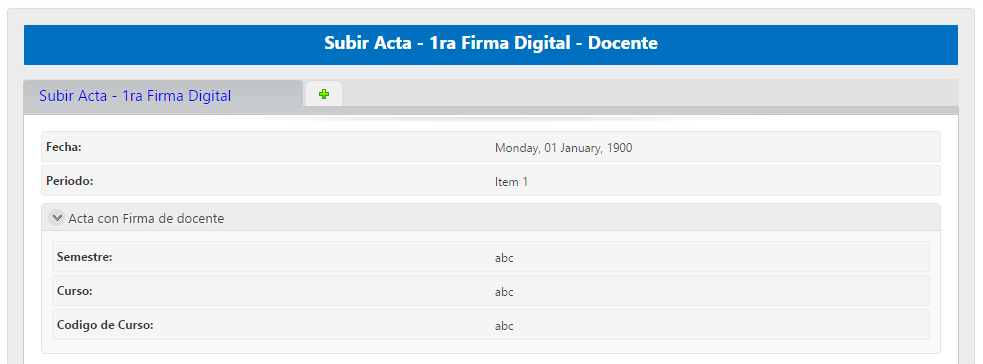 Subir Acta - 1ra Firma Digital - Docente
Subir Acta - 1ra Firma Digital
Fecha: Monday, 01 January, 1900
Periodo: Item 1
Acta con Firma de docente
Semestre: abc
Curso: abc
Codigo de Curso: abc